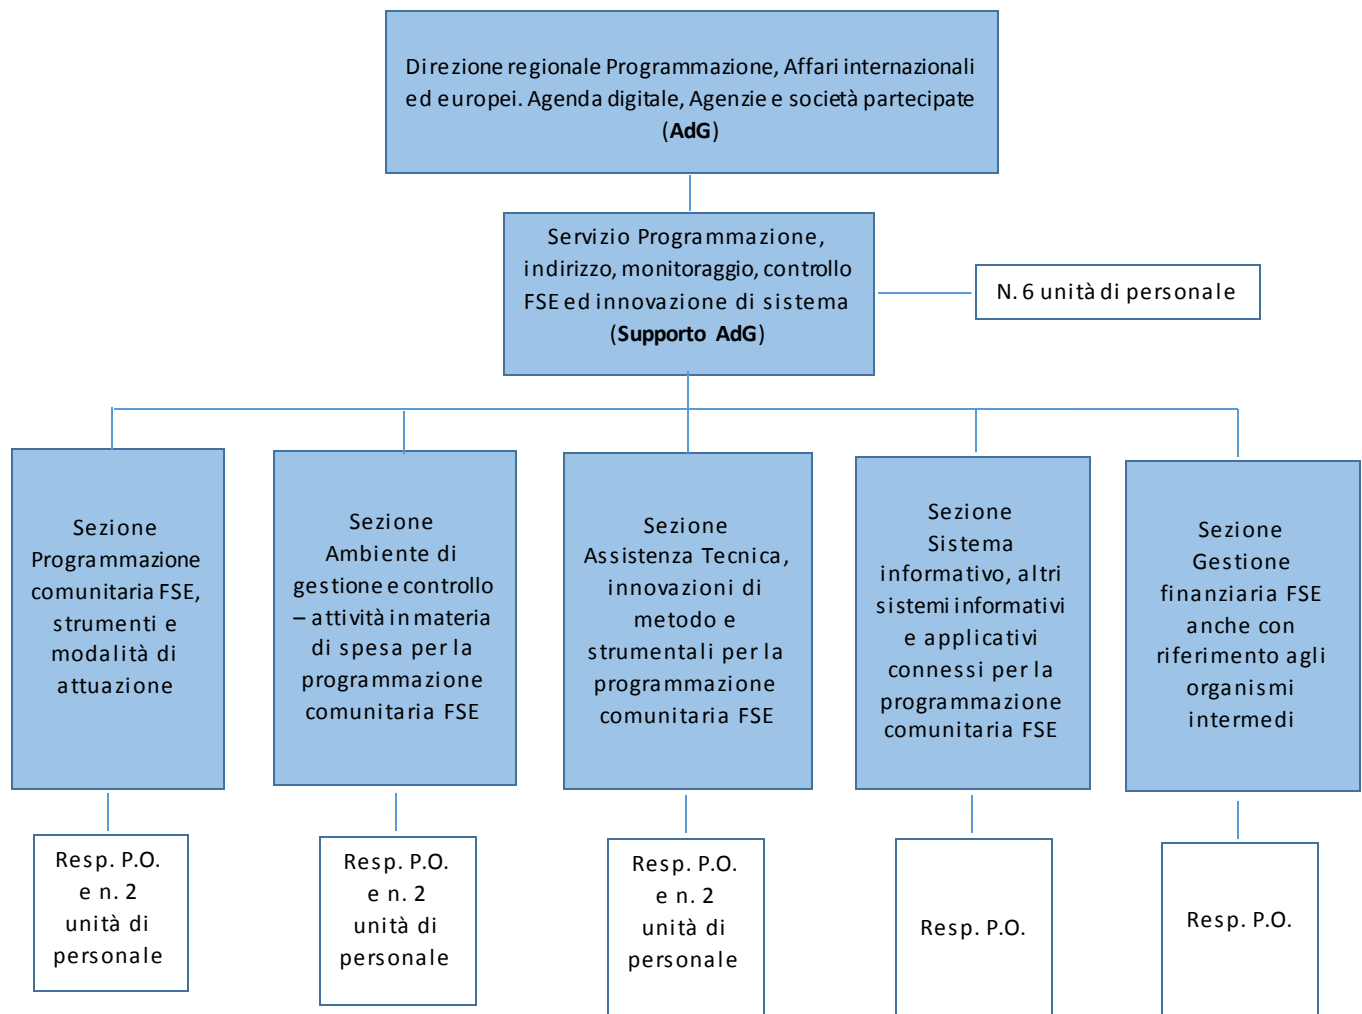 Direzione regionale Programmazione, Affari internazionali
ed europei. Agenda digitale, Agenzie e società partecipate
(AdG)
Servizio Programmazione,
indirizzo, monitoraggio, controllo
FSE ed innovazione di sistema
(Supporto AdG)
N. 6 unità di personale
Sezione
Programmazione
comunitaria FSE,
strumenti e
modalità di
attuazione
Sezione
Ambiente di
gestione e controllo
– attività in materia
di spesa per la
programmazione
comunitaria FSE
Sezione
Assistenza Tecnica,
innovazioni di
metodo e
strumentali per la
programmazione
comunitaria FSE
Sezione
Sistema
informativo, altri
sistemi informativi
e applicativi
connessi per la
programmazione
comunitaria FSE
Sezione
Gestione
finanziaria FSE
anche con
riferimento agli
organismi
intermedi
Resp. P.O.
e n. 2
unità di
personale
Resp. P.O.
e n. 2
unità di
personale
Resp. P.O.
e n. 2
unità di
personale
Resp. P.O.
Resp. P.O.